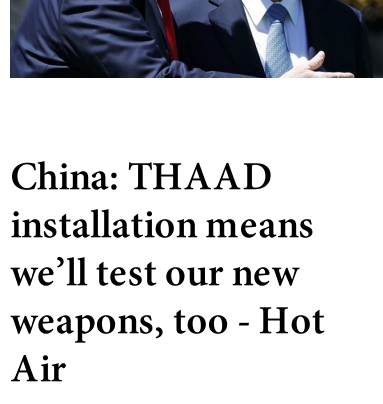 China: THAAD
installation means
we’ll test our new
weapons, too - Hot
Air